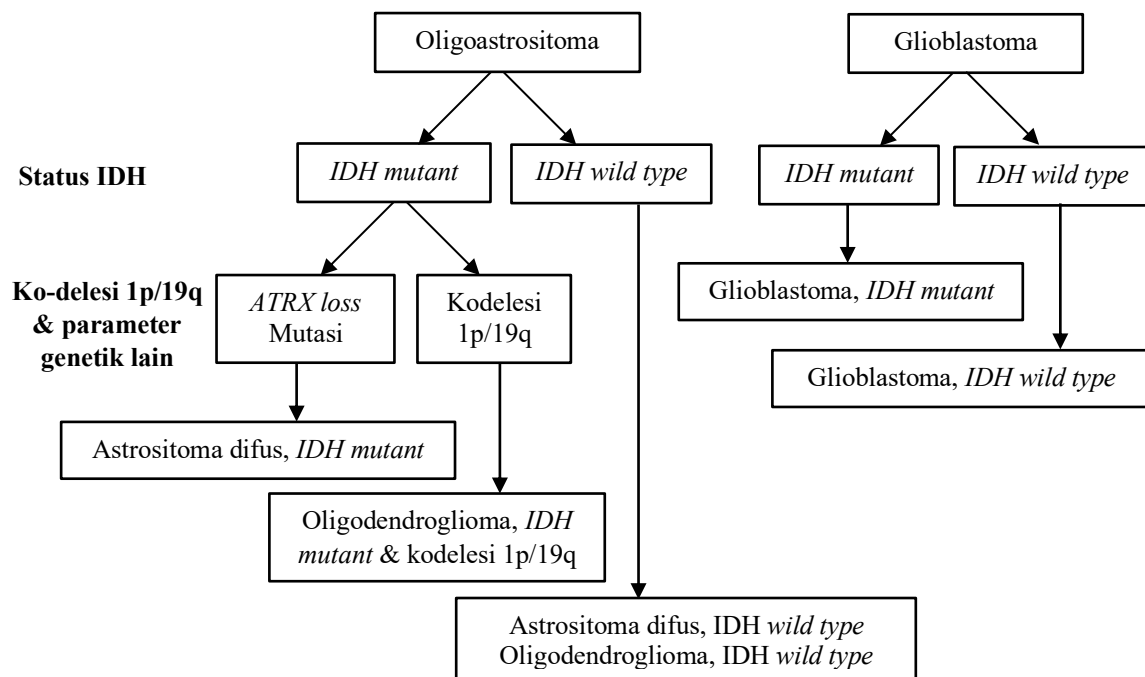 Oligoastrositoma
Glioblastoma
Status IDH
IDH mutant
IDH wild type
IDH mutant
IDH wild type
Ko-delesi 1p/19q
& parameter
genetik lain
ATRX loss
Mutasi
Kodelesi
1p/19q
Glioblastoma, IDH mutant
Glioblastoma, IDH wild type
Astrositoma difus, IDH mutant
Oligodendroglioma, IDH
mutant & kodelesi 1p/19q
Astrositoma difus, IDH wild type
Oligodendroglioma, IDH wild type